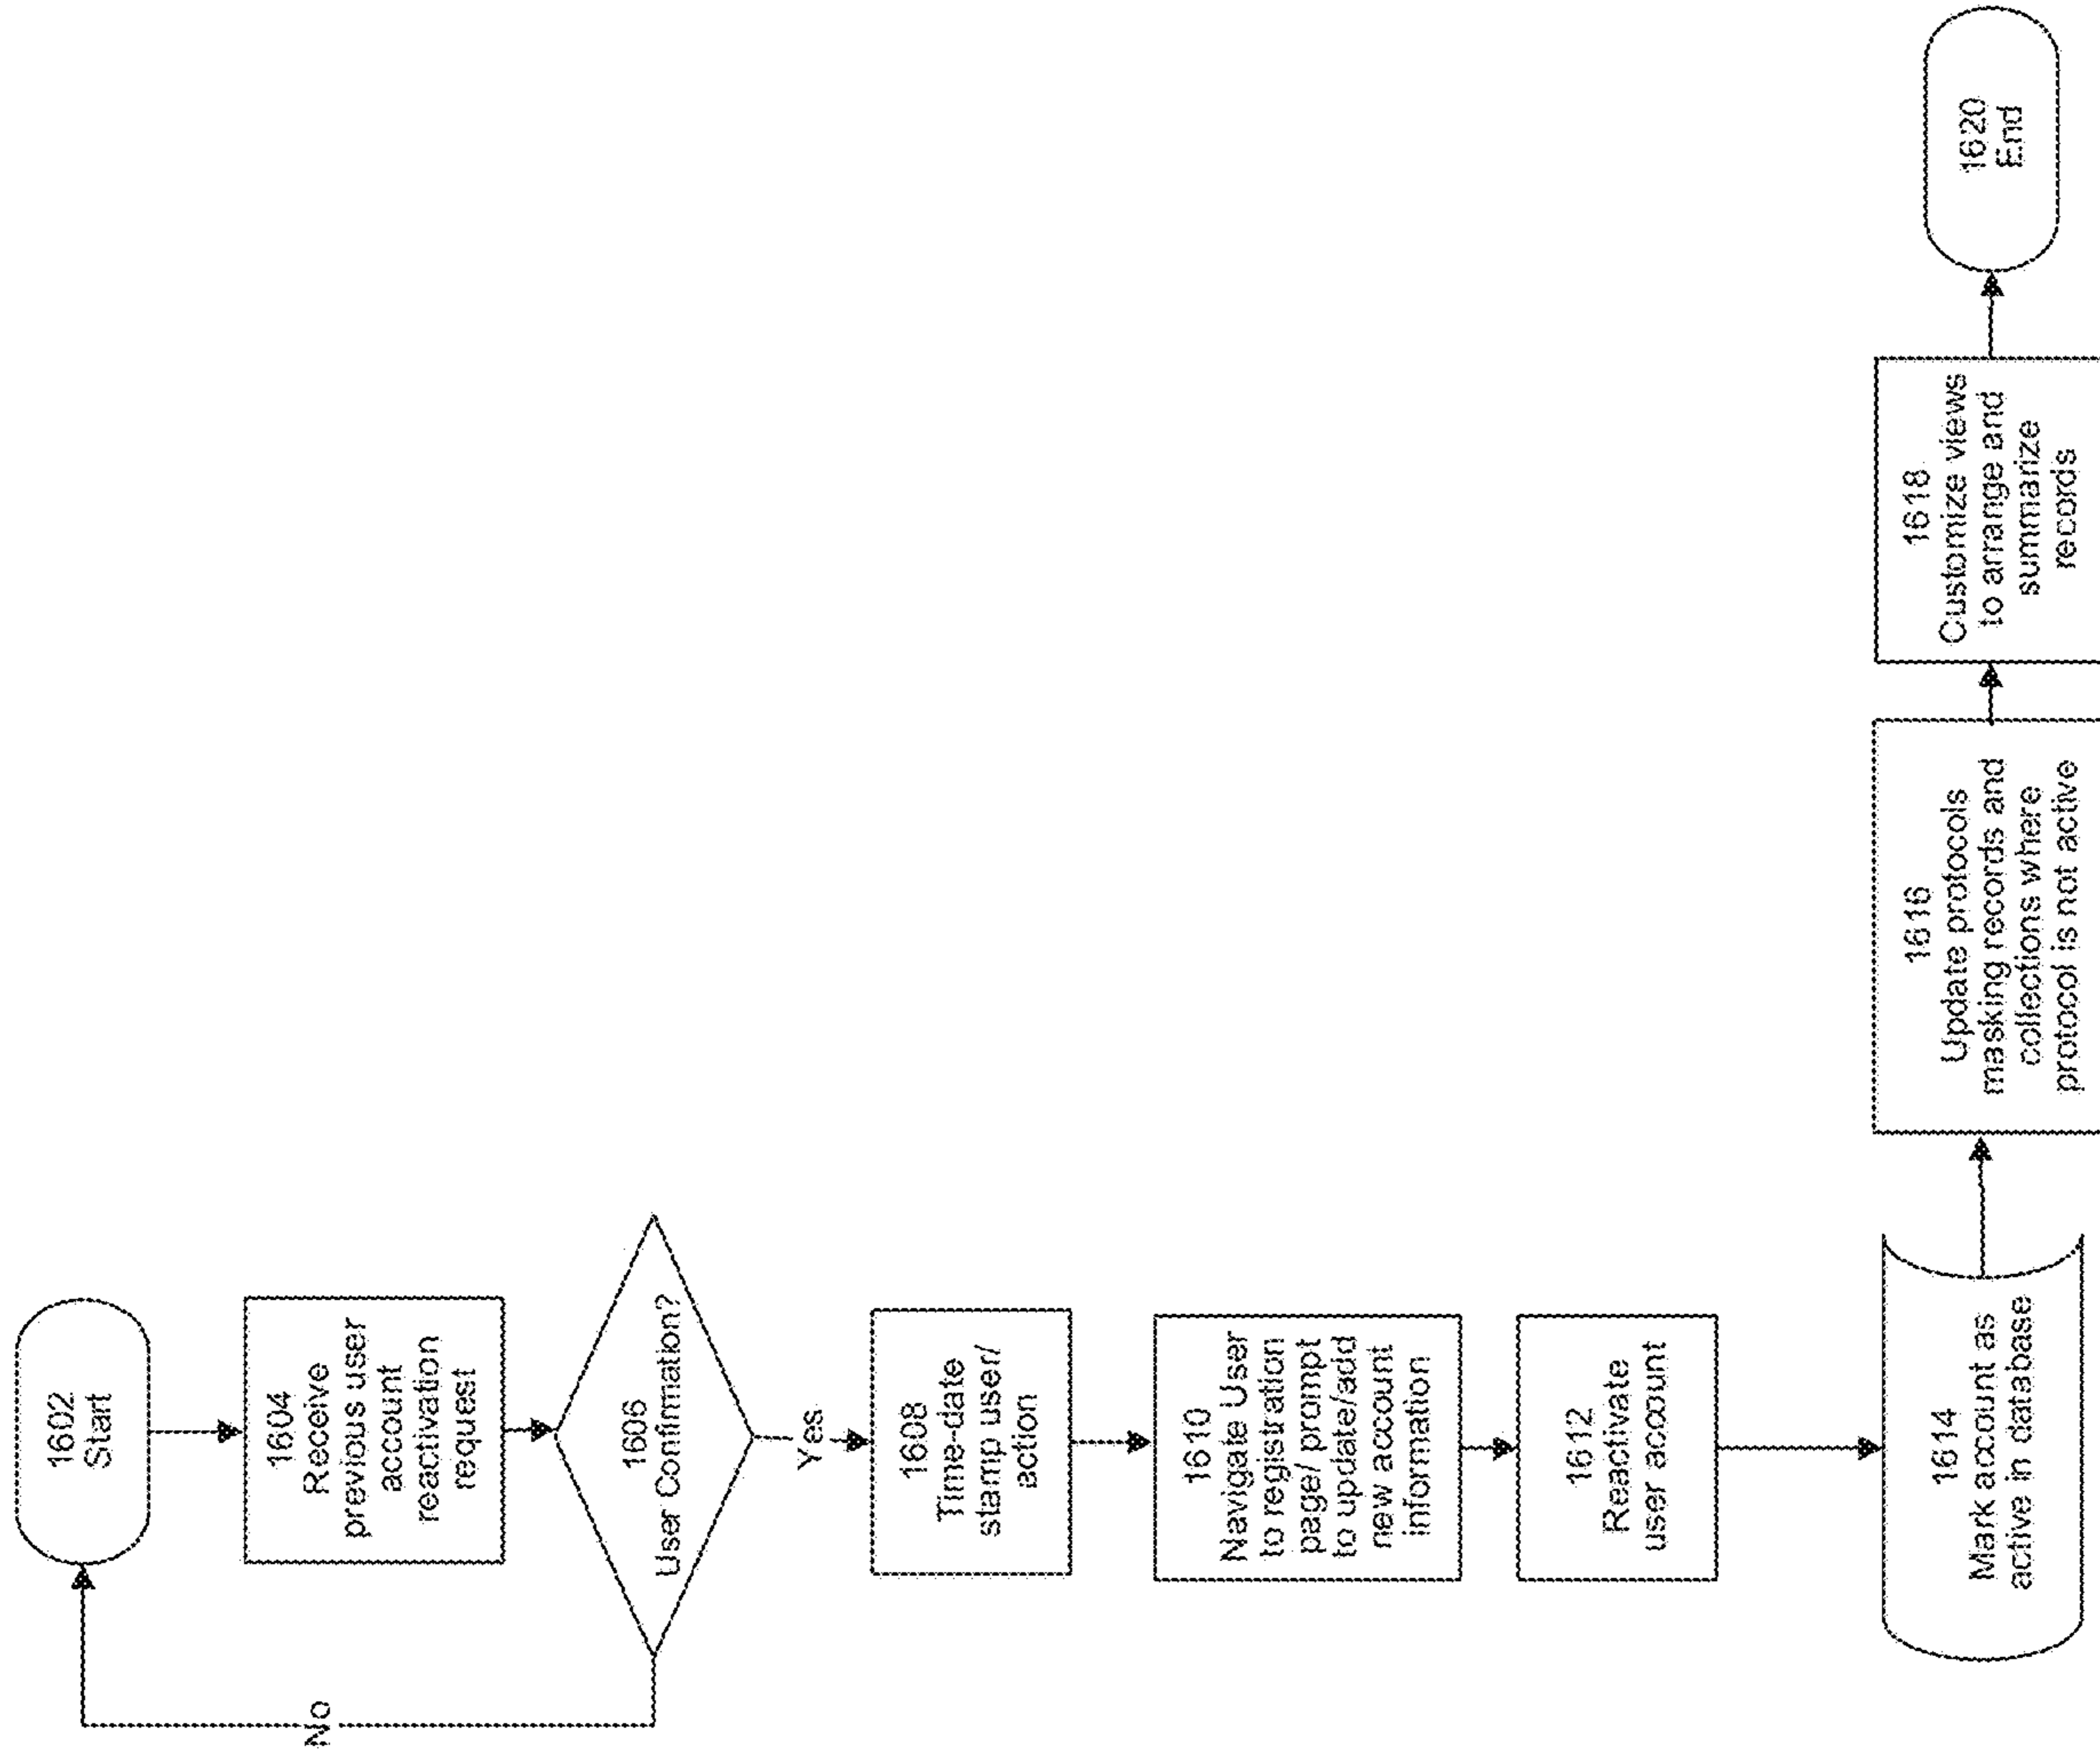 1602
Start
1604
Receive
previous user
account
reactivation
request
1606
User Confirmation?
No
Yes
1608
Time-date
stamp user/
action
1610
Navigate User
to registration
page/ prompt
to update/add
new account
information
1612
Reactivate
user account
1614
Mark account as
active in database
1616
Update protocols
masking records and
collections where
protocol is not active
1618
Customize views
to arrange and
summarize
records
1620
End